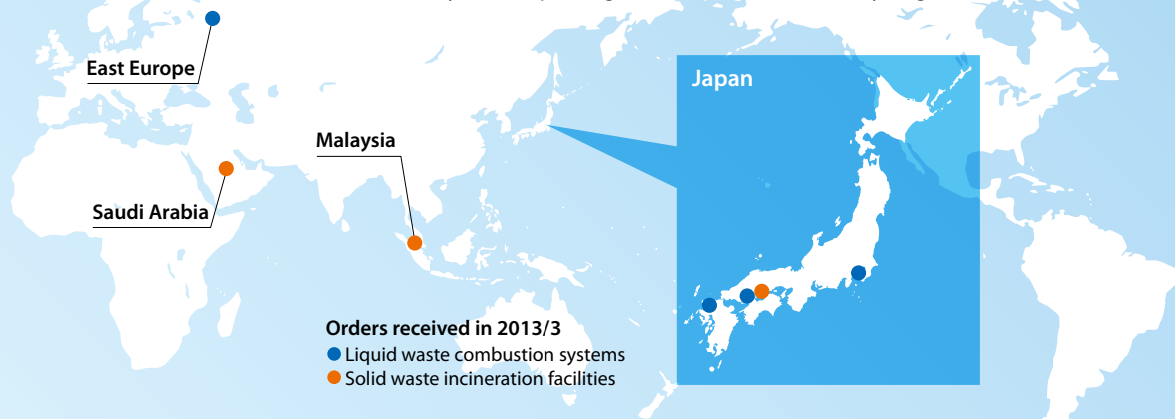 East Europe
Japan
Malaysia
Saudi Arabia
Orders received in 2013/3
Liquid waste combustion systems
Solid waste incineration facilities